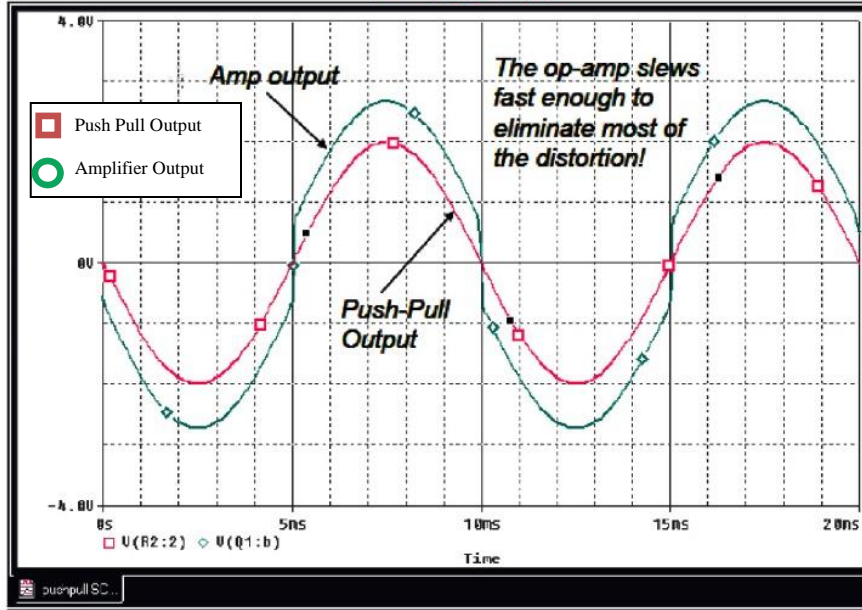 4.0V
Amp output
The op-amp slews
fast enough to
eliminate most of
the distortion!
Push Pull Output
Amplifier Output
0V
Push-Pull
Output
-4.0V
0s
5ms
10ms
15ms
20ms
V(R2:2)
V(Q1:b)
Time
pushpull SC...